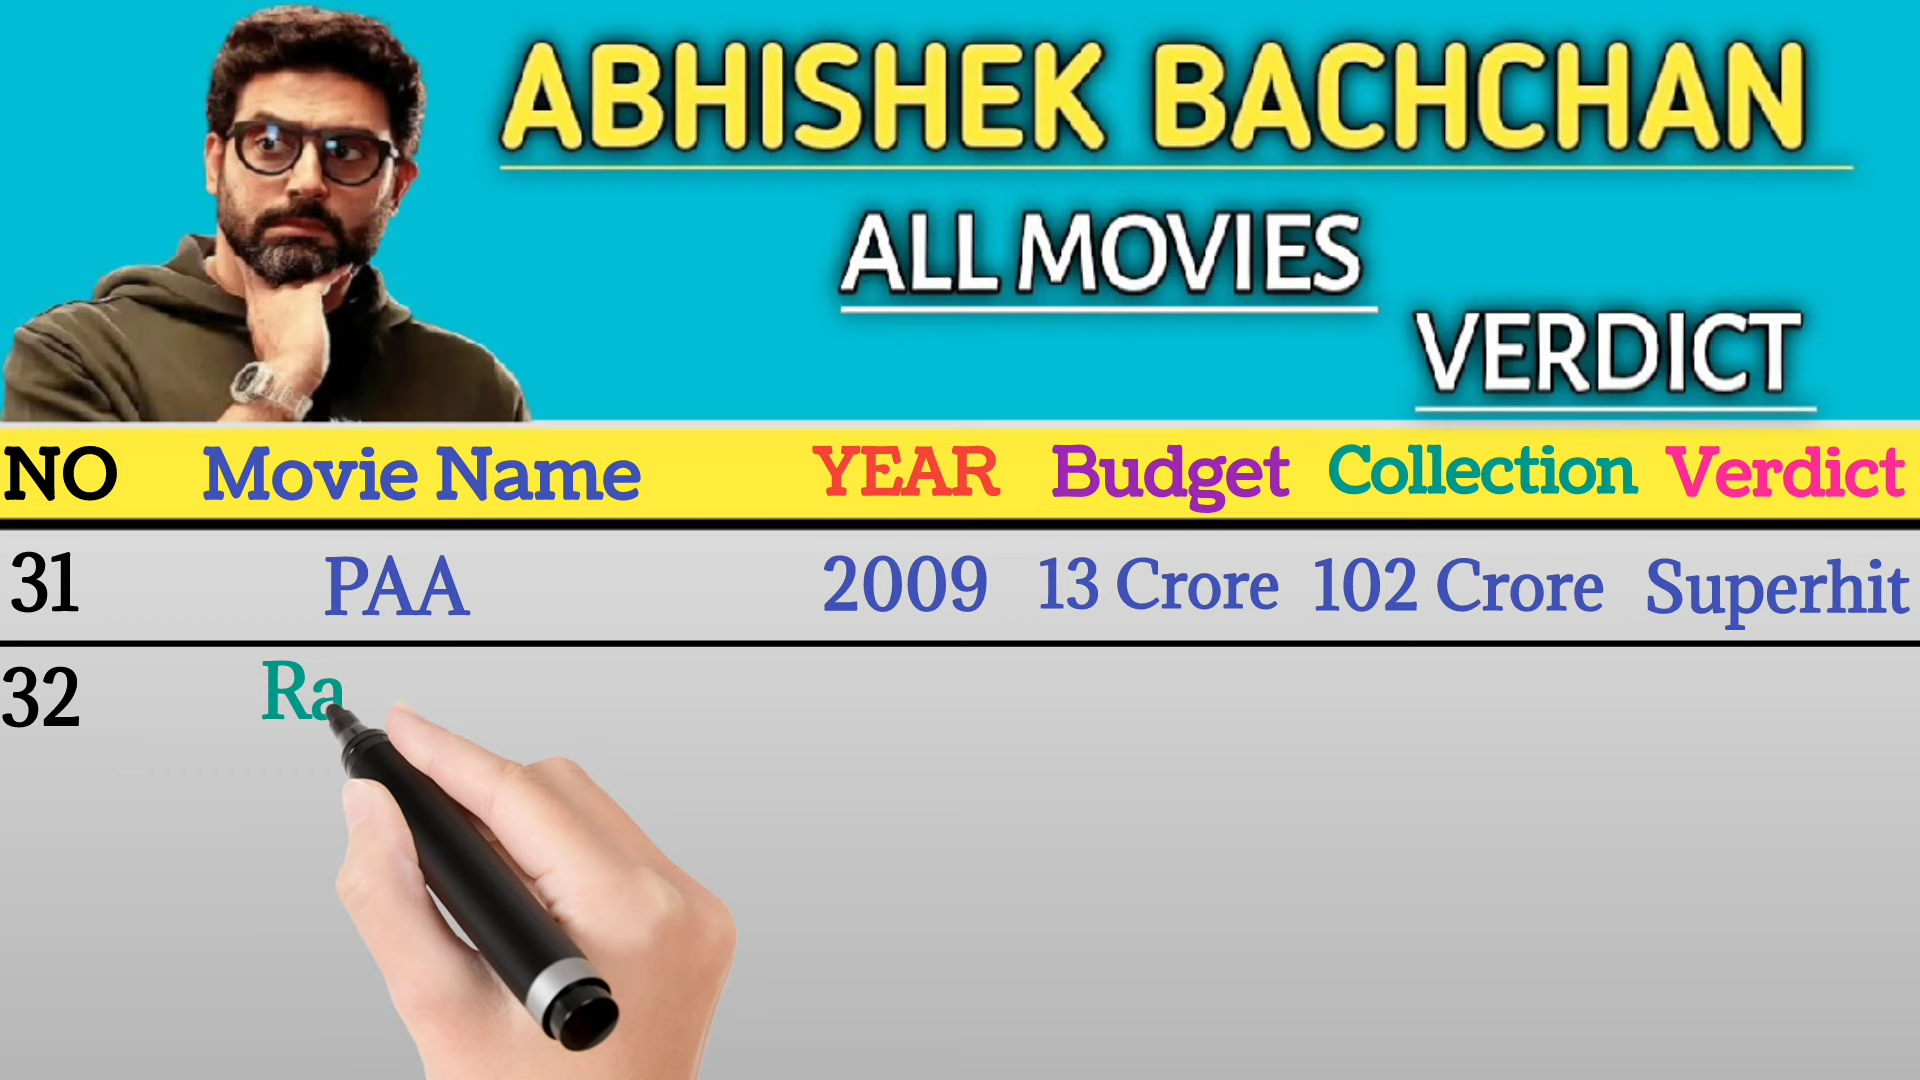 ABHISHEK BACHCHAN
ALL MOVIES
VERDICT
NO Movie Name YEAR Budget Collection Verdict
31 PAA 2009 13 Crore 102 Crore Superhit
32 Ra